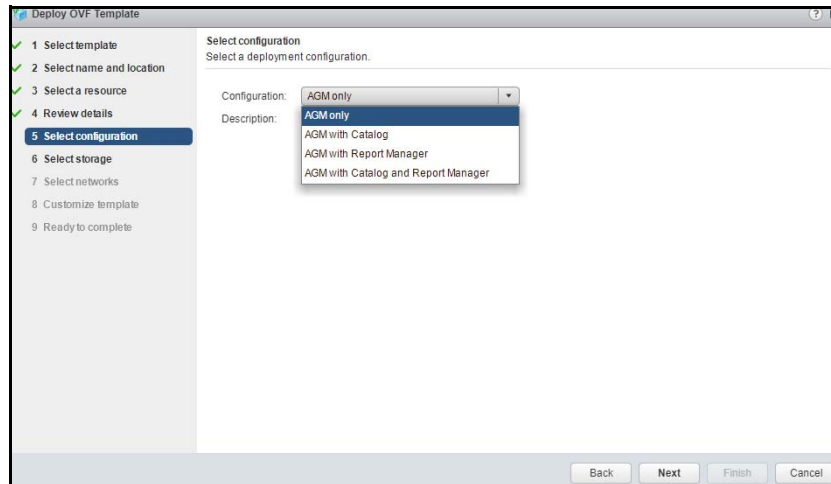 Deploy OVF Template
?
1 Select template
2 Select name and location
3 Select a resource
4 Review details
5 Select configuration
6 Select storage
7 Select networks
8 Customize template
9 Ready to complete
Select configuration
Select a deployment configuration.
Configuration: AGM only
Description:
AGM only
AGM with Catalog
AGM with Report Manager
AGM with Catalog and Report Manager
Back Next Finish Cancel